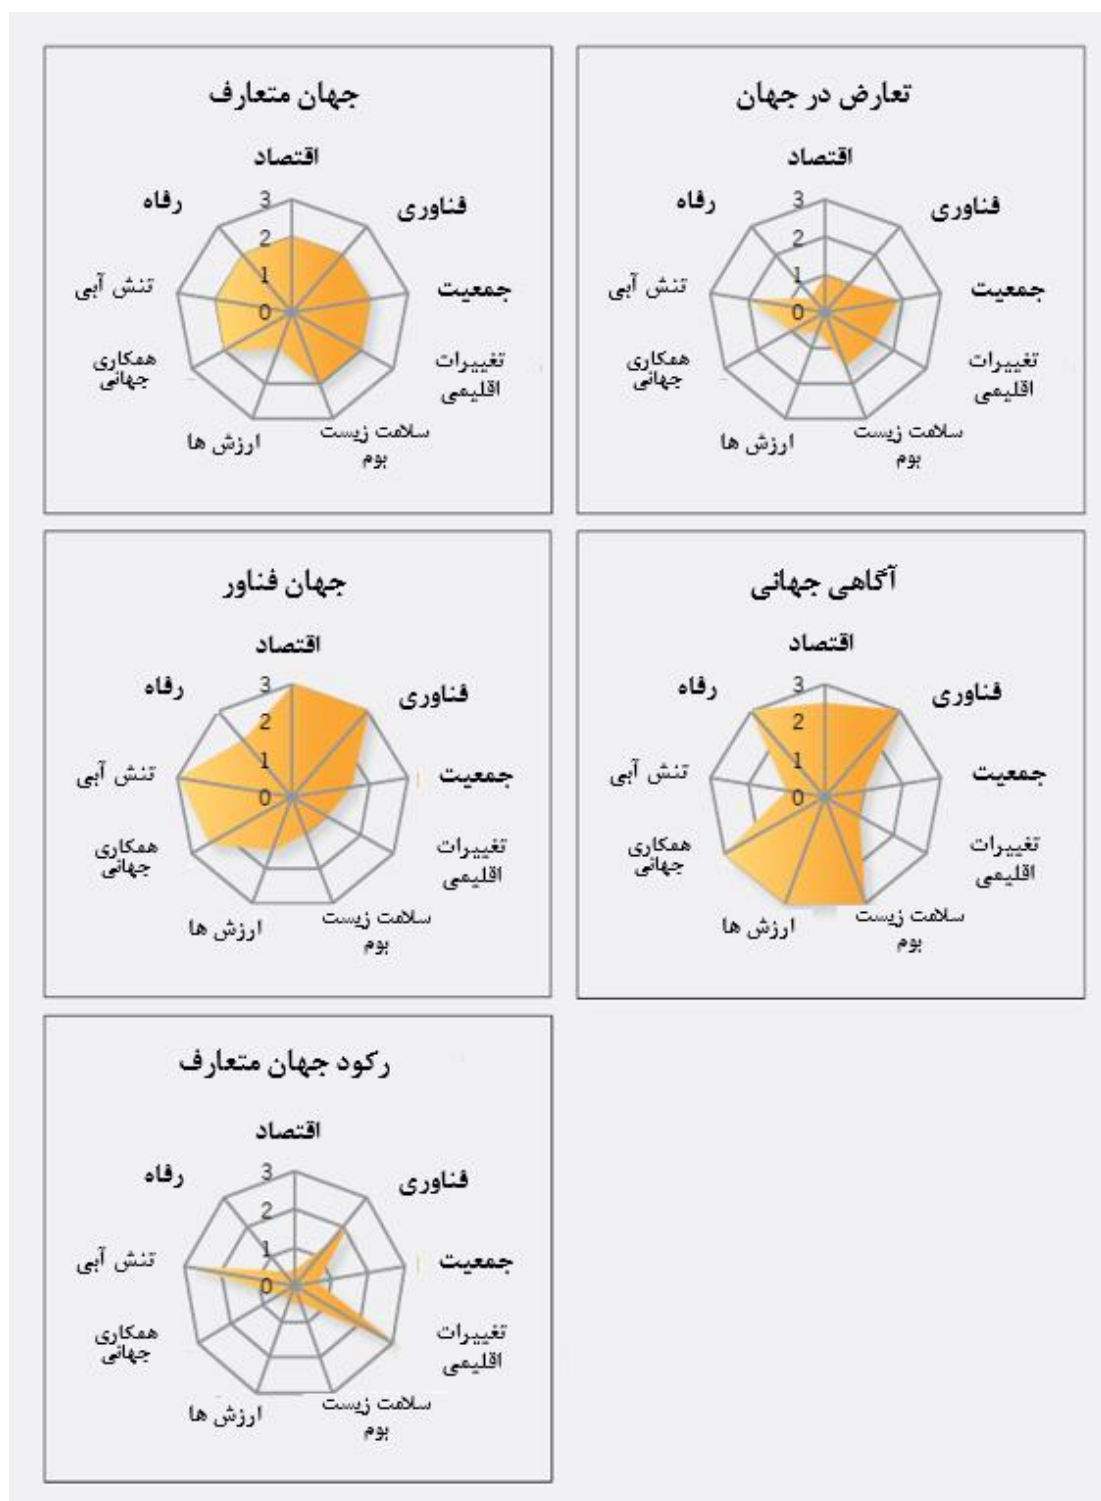 تعارض در جهان
اقتصاد
فناوری
رفاه
3
2
1
0
جمعیت
تنش آبی
تغییرات
اقلیمی
همکاری
جهانی
سلامت زیست
بوم
ارزش ها
جهان متعارف
اقتصاد
فناوری
رفاه
3
2
1
0
جمعیت
تنش آبی
تغییرات
اقلیمی
همکاری
جهانی
سلامت زیست
بوم
ارزش ها
آگاهی جهانی
اقتصاد
فناوری
رفاه
3
2
1
0
جمعیت
تنش آبی
تغییرات
اقلیمی
همکاری
جهانی
سلامت زیست
بوم
ارزش ها
جهان فناور
اقتصاد
فناوری
رفاه
3
2
1
0
جمعیت
تنش آبی
تغییرات
اقلیمی
همکاری
جهانی
سلامت زیست
بوم
ارزش ها
رکود جهان متعارف
اقتصاد
فناوری
رفاه
3
2
1
0
جمعیت
تنش آبی
تغییرات
اقلیمی
همکاری
جهانی
سلامت زیست
بوم
ارزش ها